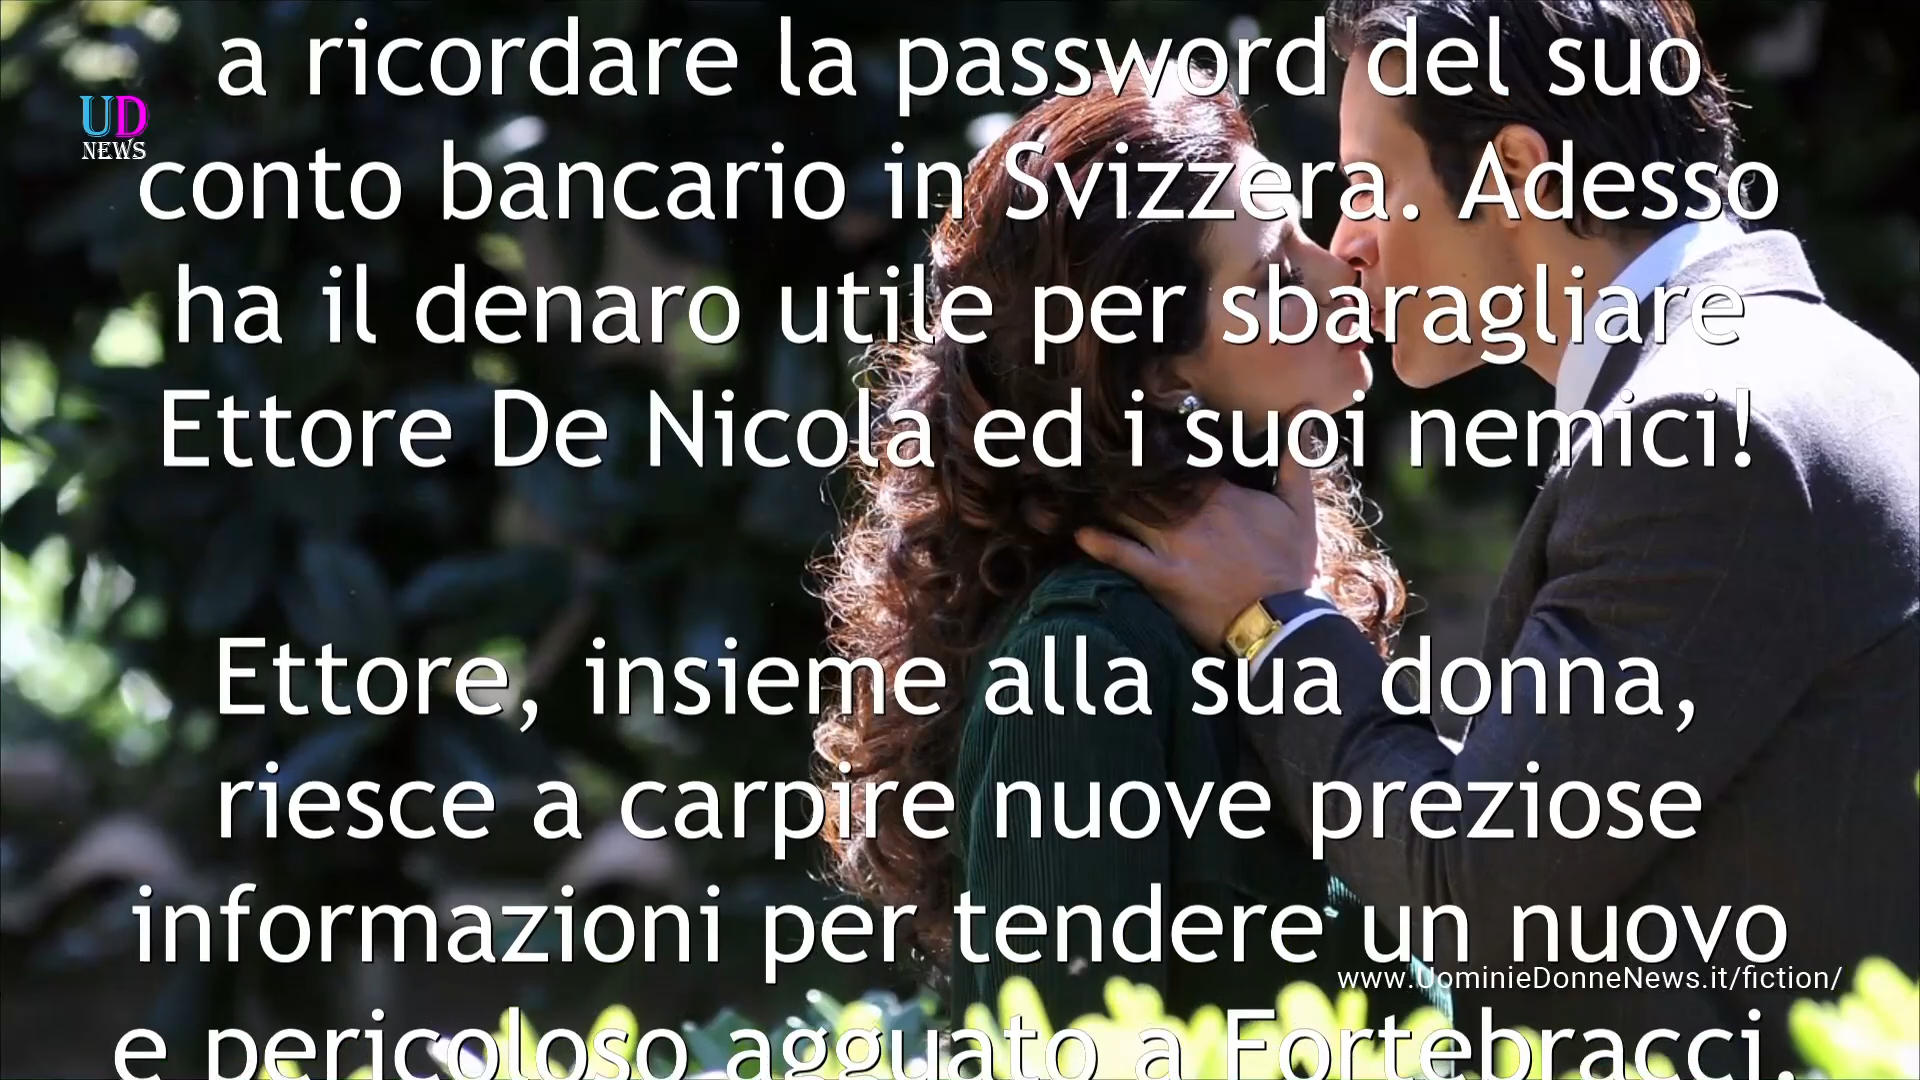 a ricordare la password del suo
UD
NEWS
conto bancario in Svizzera. Adesso
ha il denaro utile per sbaragliare
Ettore De Nicola ed i suoi nemici!
Ettore, insieme alla sua donna,
riesce a carpire nuove preziose
informazioni per tendere un nuovo
www.UominieDonneNews.it/fiction/
e pericoloso agguato a Fortebracci.